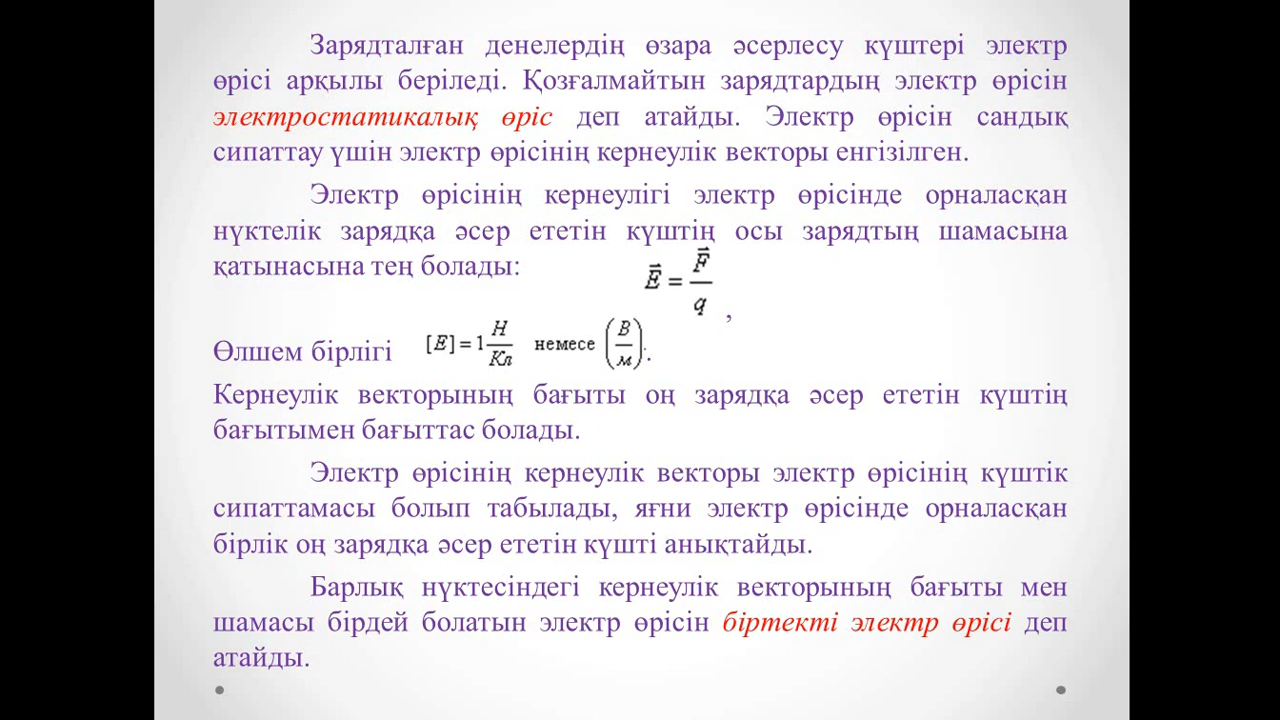 Зарядталған денелердің өзара әсерлесу күштері электр
өрісі арқылы беріледі. Қозғалмайтын зарядтардың электр өрісін
электростатикалық өріс деп атайды. Электр өрісін сандық
сипаттау үшін электр өрісінің кернеулік векторы енгізілген.
Электр өрісінің кернеулігі электр өрісінде орналасқан
нүктелік зарядқа әсер ететін күштің осы зарядтың шамасына
қатынасына тең болады: E⃗ = F⃗/q ,
Өлшем бірлігі [E] = 1 Н/Кл немесе (В/м).
Кернеулік векторының бағыты оң зарядқа әсер ететін күштің
бағытымен бағыттас болады.
Электр өрісінің кернеулік векторы электр өрісінің күштік
сипаттамасы болып табылады, яғни электр өрісінде орналасқан
бірлік оң зарядқа әсер ететін күшті анықтайды.
Барлық нүктесіндегі кернеулік векторының бағыты мен
шамасы бірдей болатын электр өрісін біртекті электр өрісі деп
атайды.